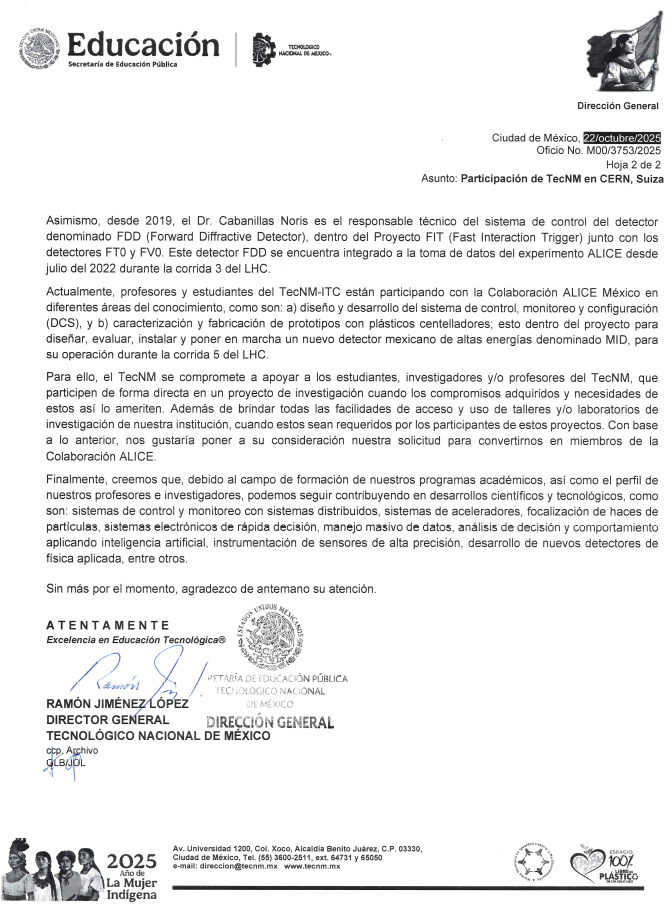 Educación
Secretaría de Educación Pública
TECNOLÓGICO
NACIONAL DE MÉXICO®
Dirección General
Ciudad de México, 22/octubre/2025
Oficio No. M00/3753/2025
Hoja 2 de 2
Asunto: Participación de TecNM en CERN, Suiza
Asimismo, desde 2019, el Dr. Cabanillas Noris es el responsable técnico del sistema de control del detector
denominado FDD (Forward Diffractive Detector), dentro del Proyecto FIT (Fast Interaction Trigger) junto con los
detectores FT0 y FV0. Este detector FDD se encuentra integrado a la toma de datos del experimento ALICE desde
julio del 2022 durante la corrida 3 del LHC.
Actualmente, profesores y estudiantes del TecNM-ITC están participando con la Colaboración ALICE México en
diferentes áreas del conocimiento, como son: a) diseño y desarrollo del sistema de control, monitoreo y configuración
(DCS), y b) caracterización y fabricación de prototipos con plásticos centelladores; esto dentro del proyecto para
diseñar, evaluar, instalar y poner en marcha un nuevo detector mexicano de altas energías denominado MID, para
su operación durante la corrida 5 del LHC.
Para ello, el TecNM se compromete a apoyar a los estudiantes, investigadores y/o profesores del TecNM, que
participen de forma directa en un proyecto de investigación cuando los compromisos adquiridos y necesidades de
estos así lo ameriten. Además de brindar todas las facilidades de acceso y uso de talleres y/o laboratorios de
investigación de nuestra institución, cuando estos sean requeridos por los participantes de estos proyectos. Con base
a lo anterior, nos gustaría poner a su consideración nuestra solicitud para convertirnos en miembros de la
Colaboración ALICE.
Finalmente, creemos que, debido al campo de formación de nuestros programas académicos, así como el perfil de
nuestros profesores e investigadores, podemos seguir contribuyendo en desarrollos científicos y tecnológicos, como
son: sistemas de control y monitoreo con sistemas distribuidos, sistemas de aceleradores, focalización de haces de
partículas, sistemas electrónicos de rápida decisión, manejo masivo de datos, análisis de decisión y comportamiento
aplicando inteligencia artificial, instrumentación de sensores de alta precisión, desarrollo de nuevos detectores de
física aplicada, entre otros.
Sin más por el momento, agradezco de antemano su atención.
ATENTAMENTE
Excelencia en Educación Tecnológica®
ESTADOS UNIDOS MEXICANOS
RETARÍA DE EDUCACIÓN PÚBLICA
TECNOLÓGICO NACIONAL
DE MÉXICO
DIRECCIÓN GENERAL
Ramón
RAMÓN JIMÉNEZ LÓPEZ
DIRECTOR GENERAL
TECNOLÓGICO NACIONAL DE MÉXICO
ccp. Archivo
GLB/JOL
2025
Año de
La Mujer
Indígena
Av. Universidad 1200, Col. Xoco, Alcaldía Benito Juárez, C.P. 03330,
Ciudad de México, Tel. (55) 3600-2511, ext. 64731 y 65050
e-mail: direccion@tecnm.mx www.tecnm.mx
ESPACIO
100%
LIBRE DE
PLÁSTICO